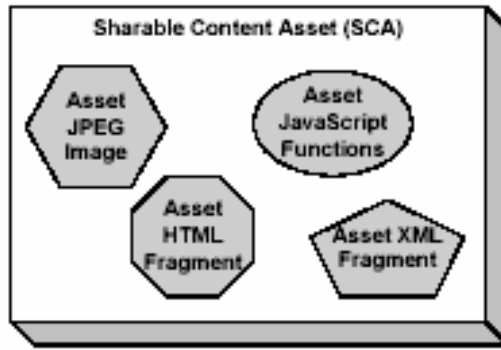 Sharable Content Asset (SCA)
Asset
JPEG
Image
Asset
JavaScript
Functions
Asset
HTML
Fragment
Asset XML
Fragment